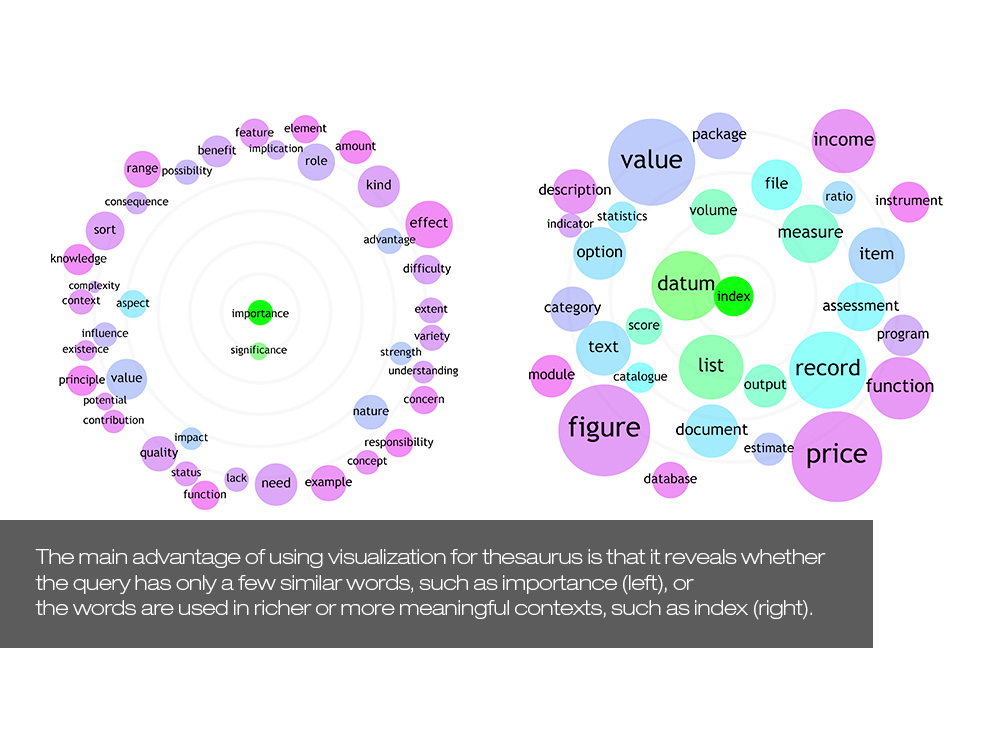 feature
element
implication
amount
benefit
role
range
possibility
kind
consequence
sort
effect
advantage
knowledge
difficulty
complexity
context
aspect
extent
importance
influence
variety
existence
significance
strength
understanding
principle
value
potential
concern
contribution
nature
impact
responsibility
quality
concept
status
lack
need
example
function
package
income
value
file
description
ratio
instrument
statistics
volume
indicator
measure
option
item
datum
index
category
assessment
score
program
text
list
record
module
catalogue
output
function
figure
document
estimate
price
database
The main advantage of using visualization for thesaurus is that it reveals whether
the query has only a few similar words, such as importance (left), or
the words are used in richer or more meaningful contexts, such as index (right).